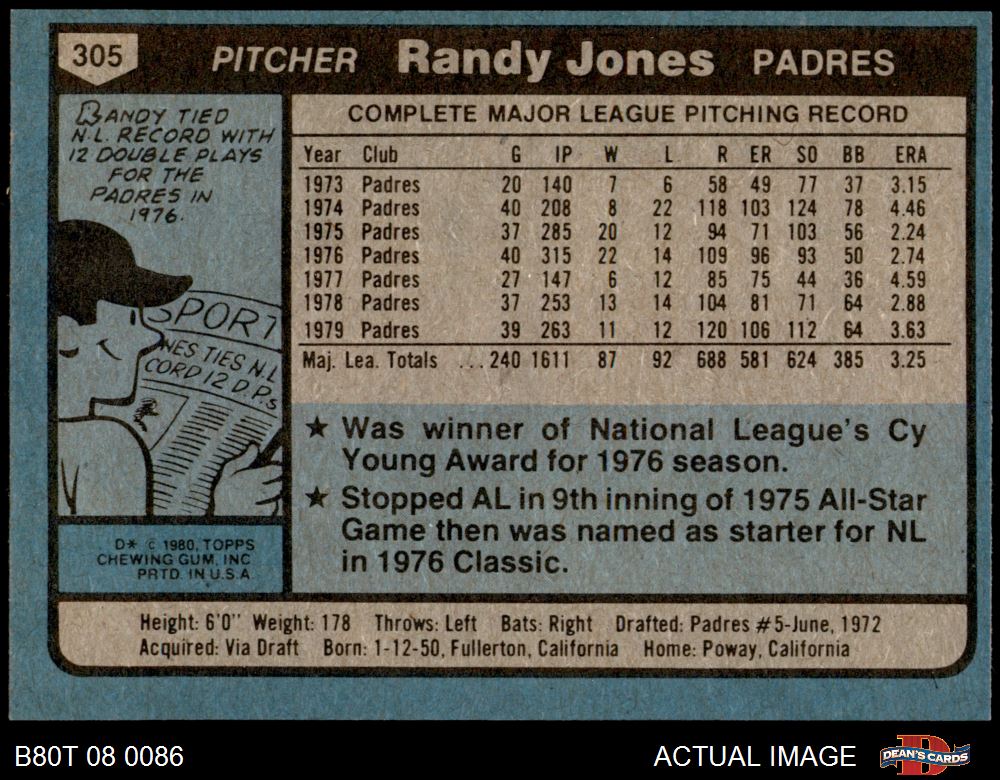 305 PITCHER Randy Jones PADRES
RANDY TIED
N.L. RECORD WITH
12 DOUBLE PLAYS
FOR THE
PADRES IN
1976.
SPORT
NES TIES N.L
CORD 12 D.P.s
D* © 1980, TOPPS
CHEWING GUM, INC
PRTD. IN U.S.A.
COMPLETE MAJOR LEAGUE PITCHING RECORD
Year Club G IP W L R ER SO BB ERA
1973 Padres 20 140 7 6 58 49 77 37 3.15
1974 Padres 40 208 8 22 118 103 124 78 4.46
1975 Padres 37 285 20 12 94 71 103 56 2.24
1976 Padres 40 315 22 14 109 96 93 50 2.74
1977 Padres 27 147 6 12 85 75 44 36 4.59
1978 Padres 37 253 13 14 104 81 71 64 2.88
1979 Padres 39 263 11 12 120 106 112 64 3.63
Maj. Lea. Totals ... 240 1611 87 92 688 581 624 385 3.25
★ Was winner of National League's Cy
Young Award for 1976 season.
★ Stopped AL in 9th inning of 1975 All-Star
Game then was named as starter for NL
in 1976 Classic.
Height: 6'0" Weight: 178 Throws: Left Bats: Right Drafted: Padres #5-June, 1972
Acquired: Via Draft Born: 1-12-50, Fullerton, California Home: Poway, California
B80T 08 0086 ACTUAL IMAGE DEAN'S CARDS